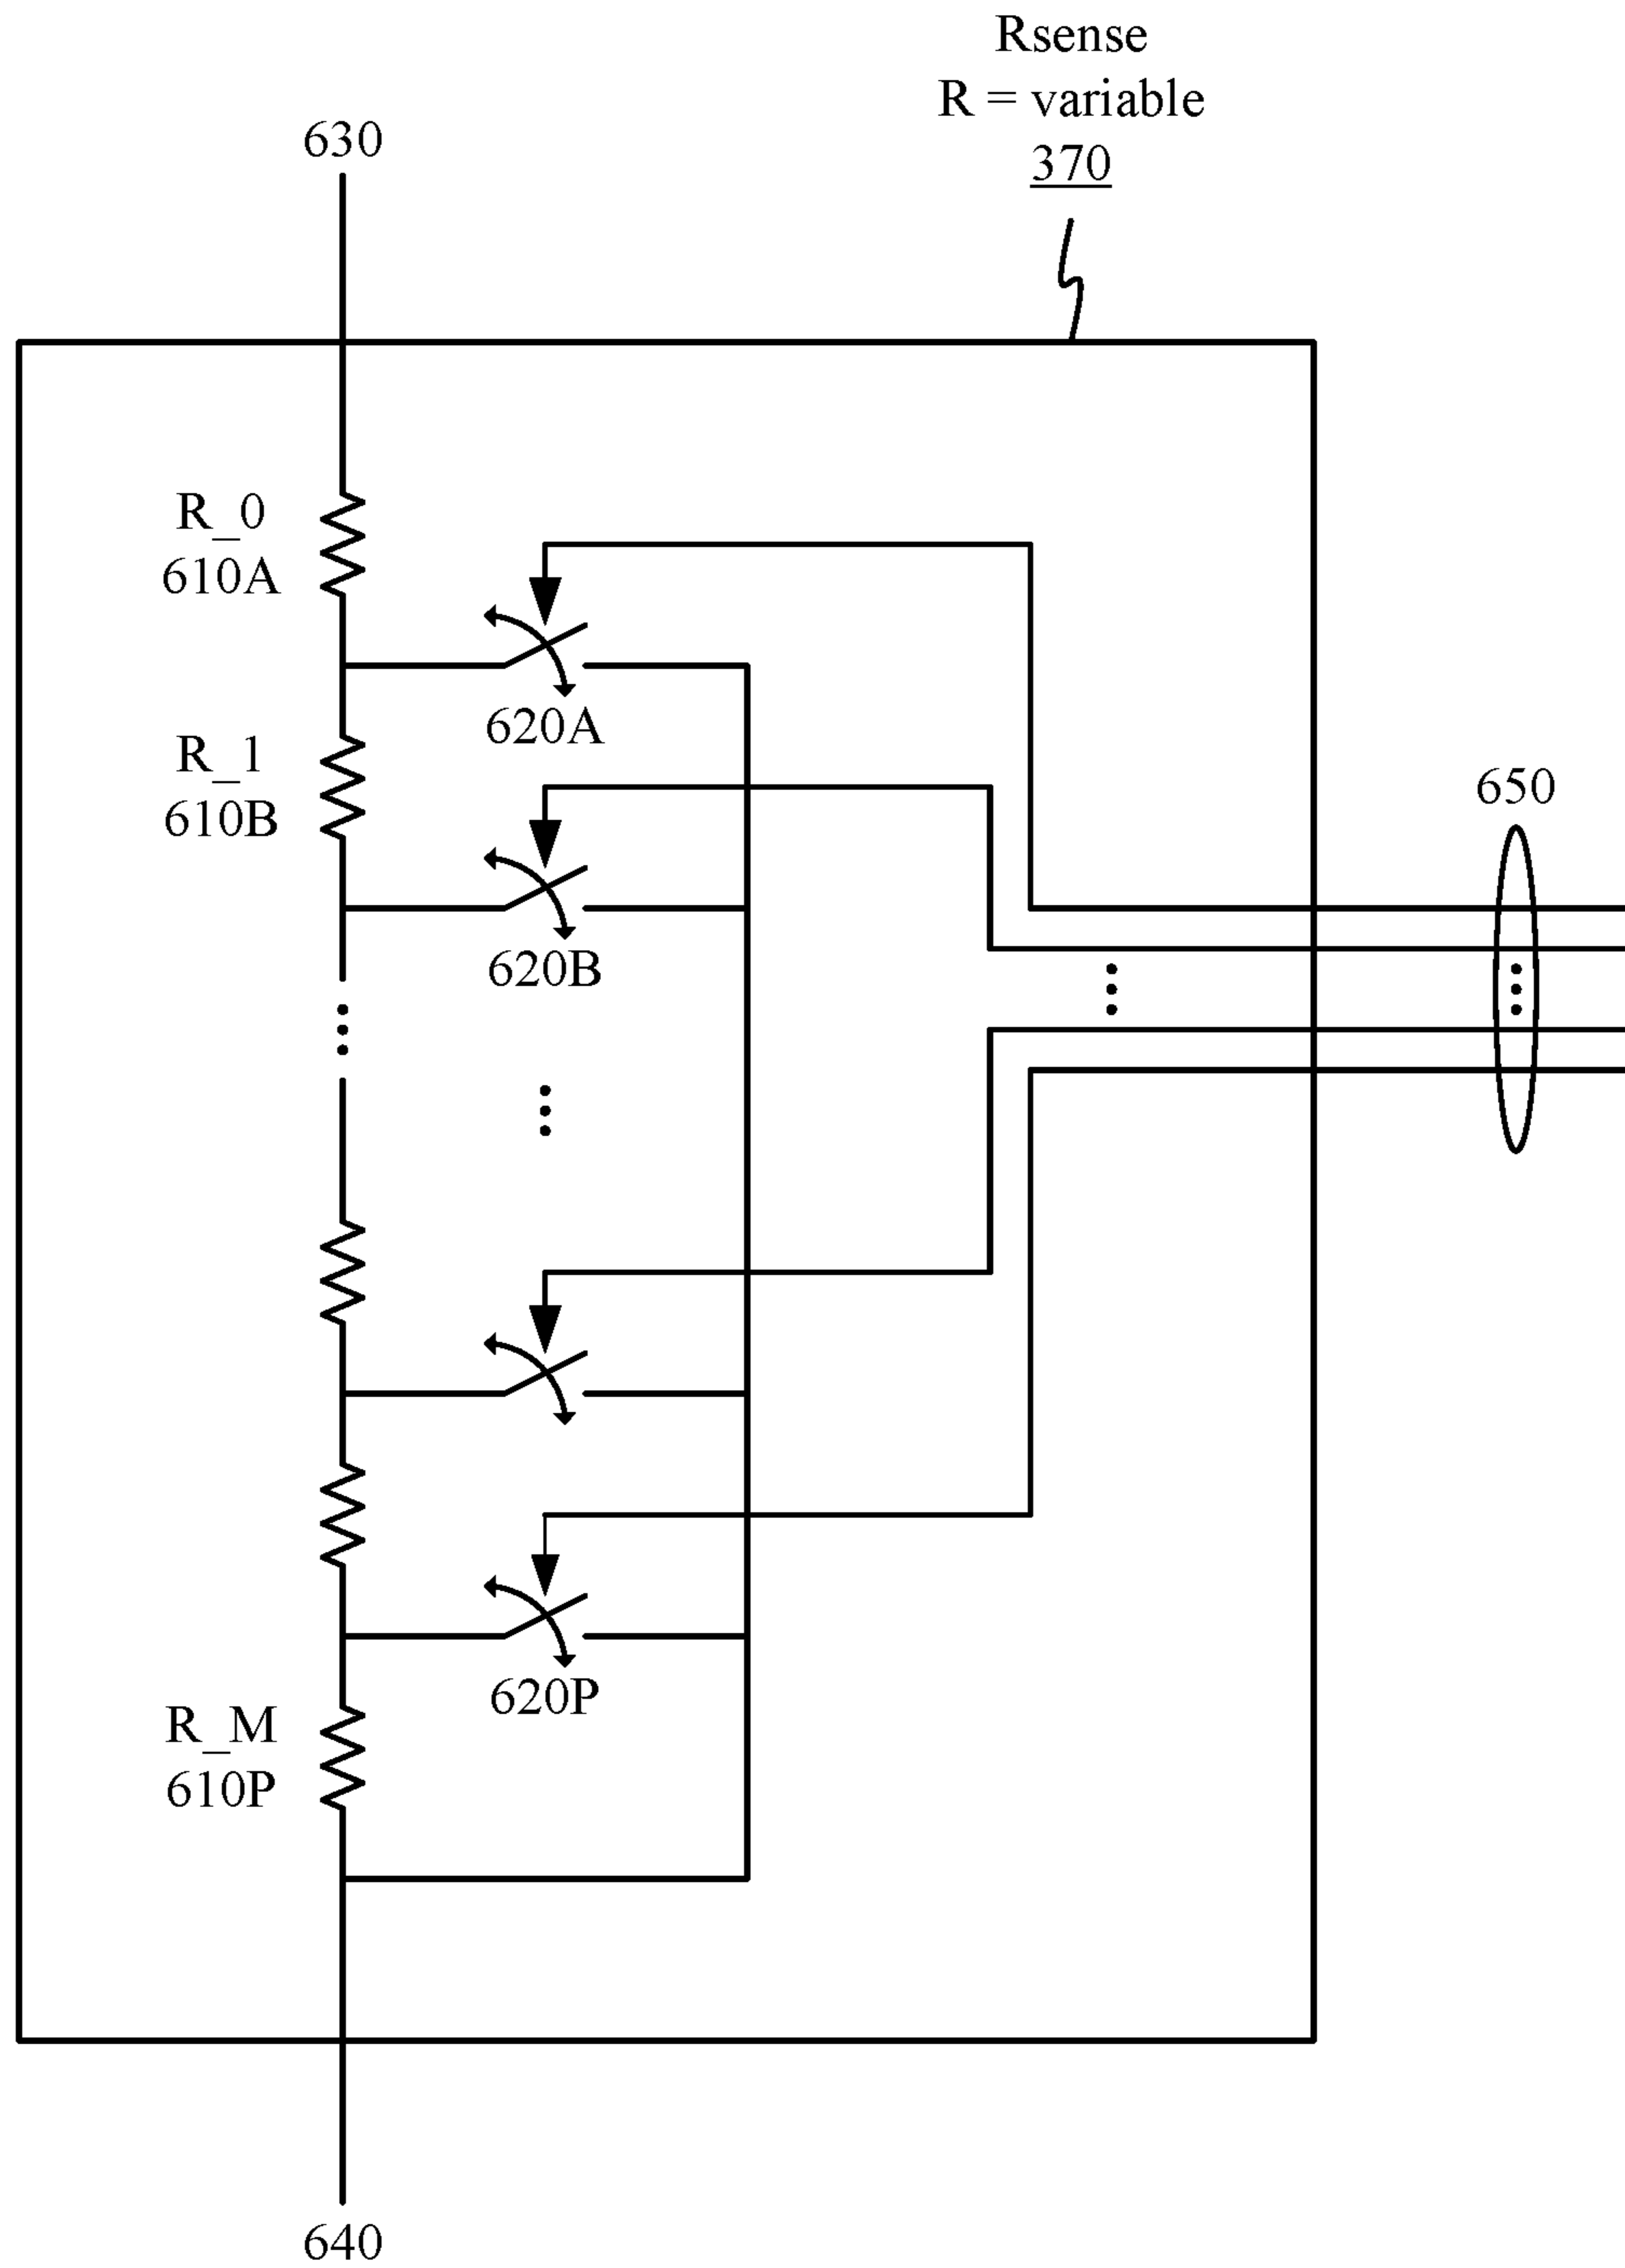 Rsense
R = variable
370
630
R_0
610A
620A
R_1
610B
650
620B
620P
R_M
610P
640